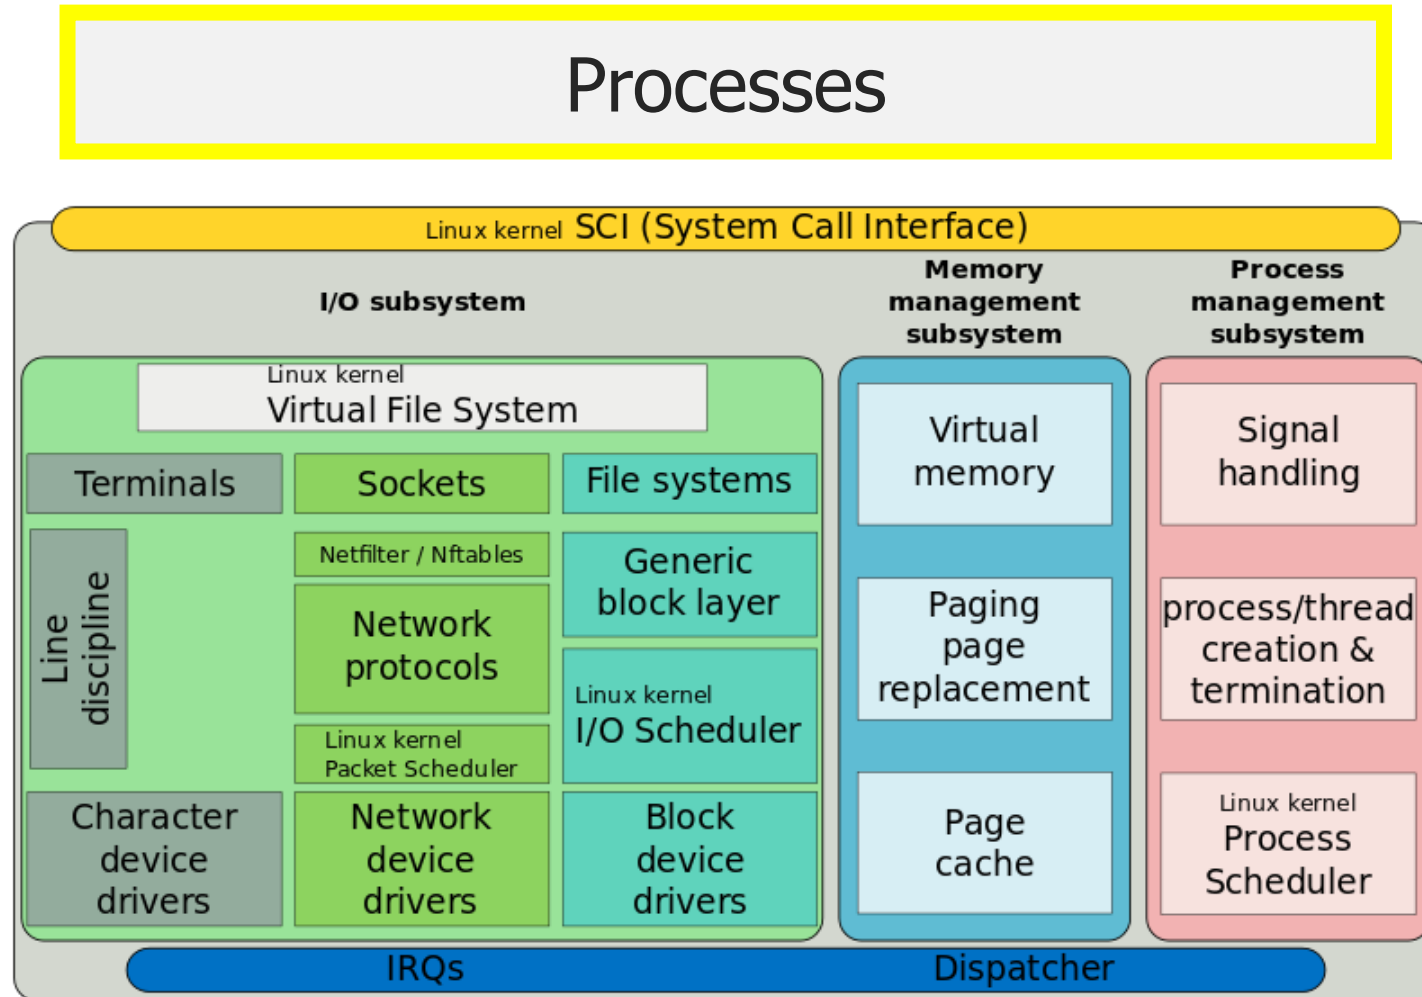 Processes
Linux kernel SCI (System Call Interface)
I/O subsystem
Memory
management
subsystem
Process
management
subsystem
Linux kernel
Virtual File System
Terminals
Sockets
File systems
Line
discipline
Netfilter / Nftables
Network
protocols
Linux kernel
Packet Scheduler
Generic
block layer
Linux kernel
I/O Scheduler
Character
device
drivers
Network
device
drivers
Block
device
drivers
Virtual
memory
Paging
page
replacement
Page
cache
Signal
handling
process/thread
creation &
termination
Linux kernel
Process
Scheduler
IRQs
Dispatcher